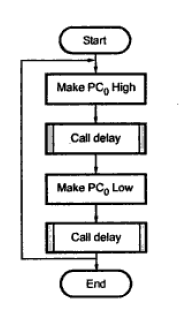 Start
Make PC0 High
Call delay
Make PC0 Low
Call delay
End